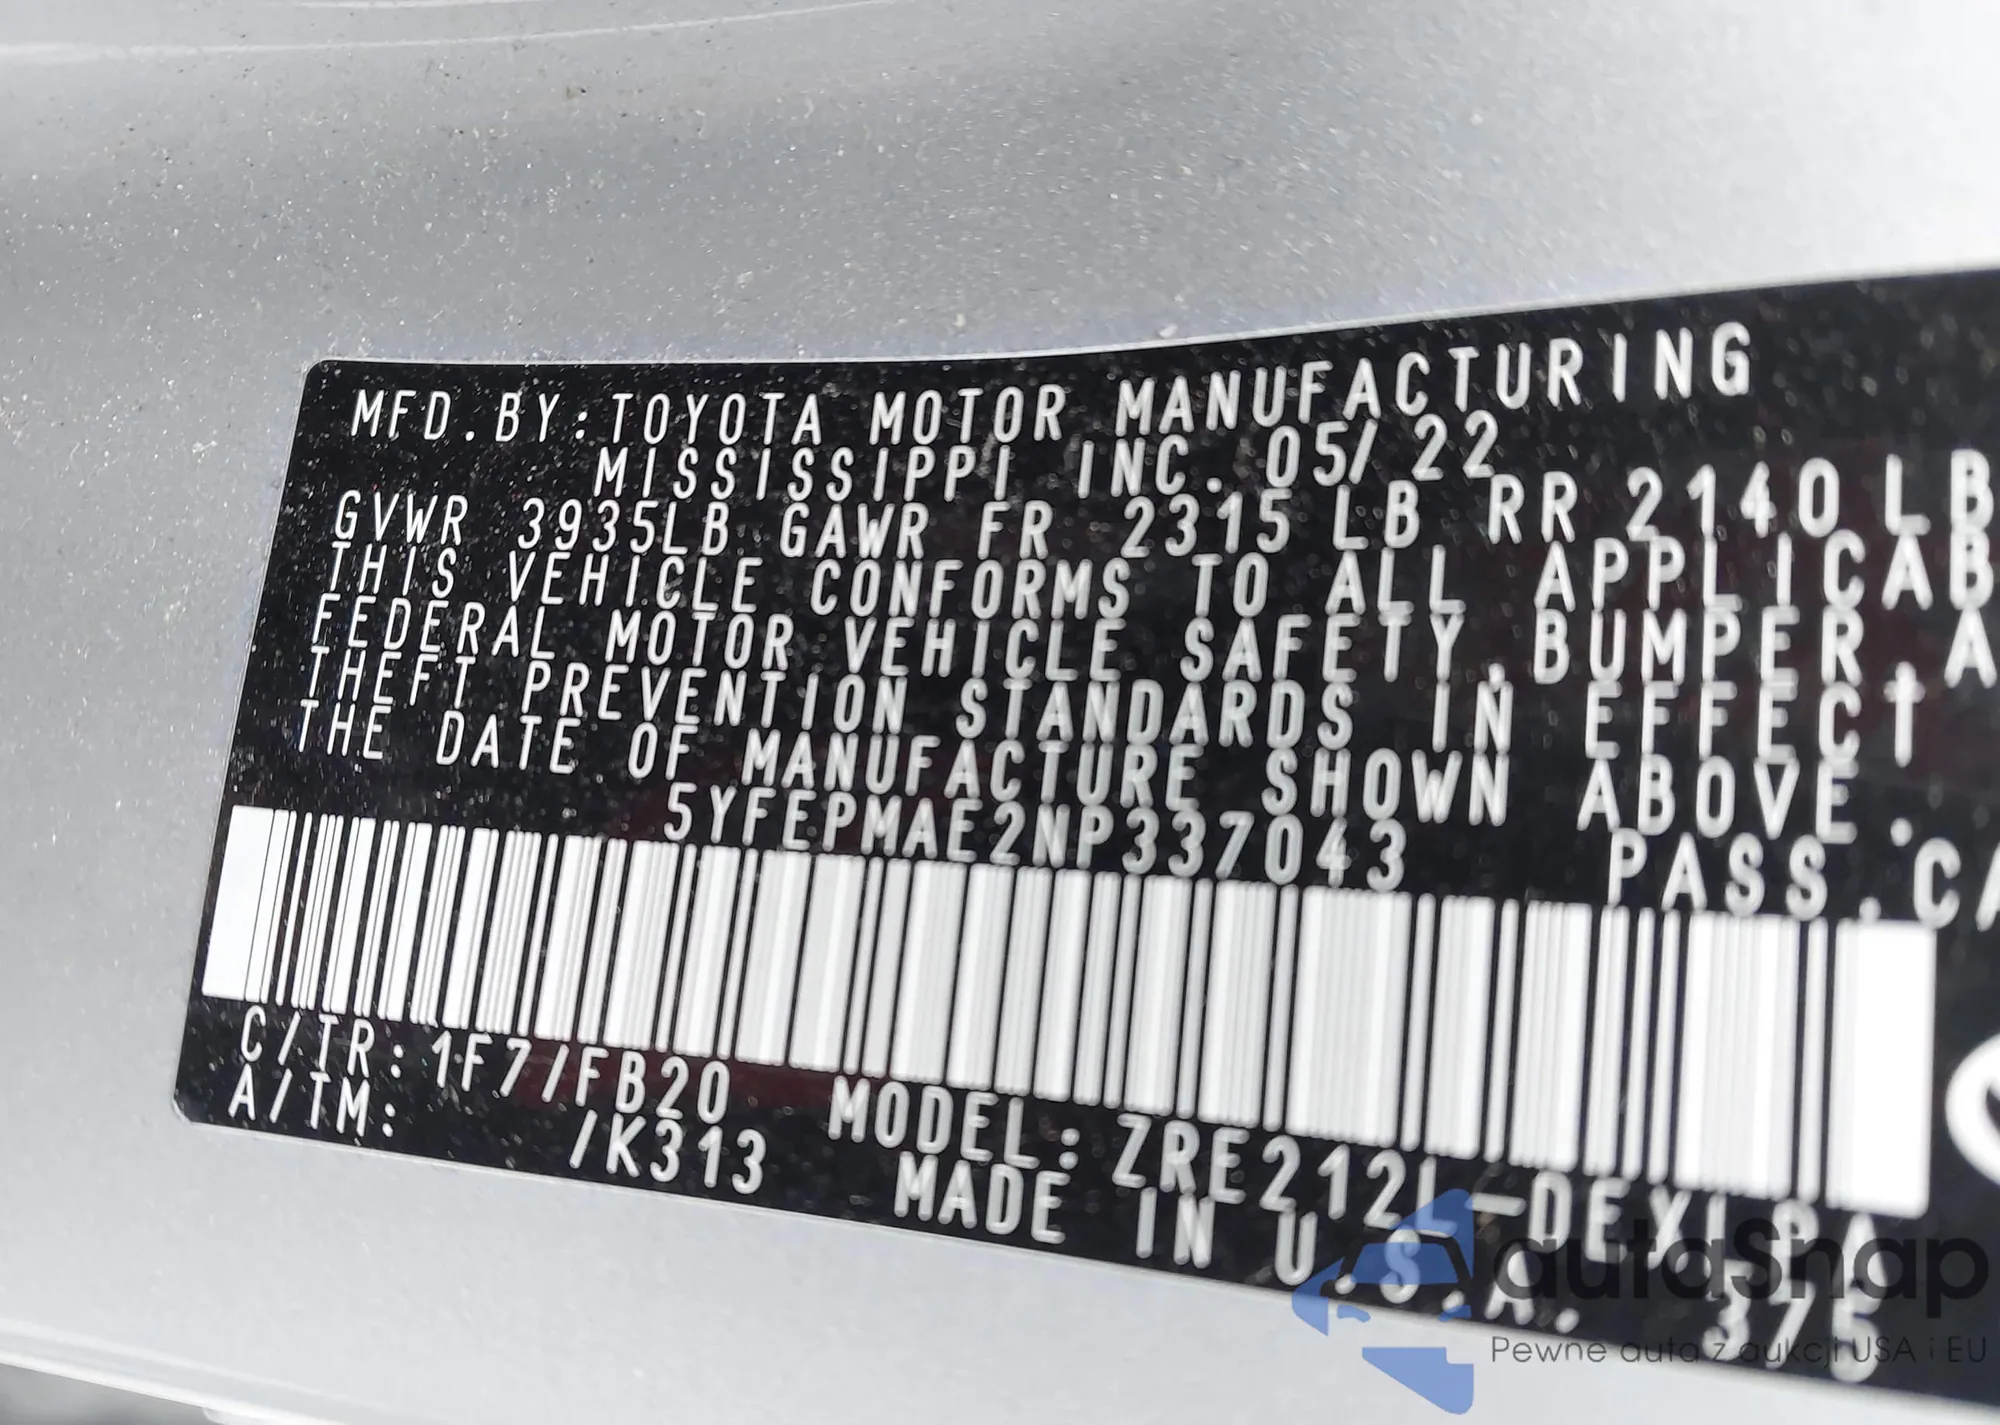 MFD.BY:TOYOTA MOTOR MANUFACTURING
MISSISSIPPI INC. 05/22
GVWR 3935LB GAWR FR 2315 LB RR 2140 LB
THIS VEHICLE CONFORMS TO ALL APPLICAB
FEDERAL MOTOR VEHICLE SAFETY,BUMPER,A
THEFT PREVENTION STANDARDS IN EFFECT
THE DATE OF MANUFACTURE SHOWN ABOVE.
5YFEPMAE2NP337043 PASS.CA
C/TR:1F7/FB20 MODEL:ZRE212L-DEXLPA
A/TM: /K313 MADE IN U.S.A. 375
autaSnap
Pewne auta z aukcji USA i EU